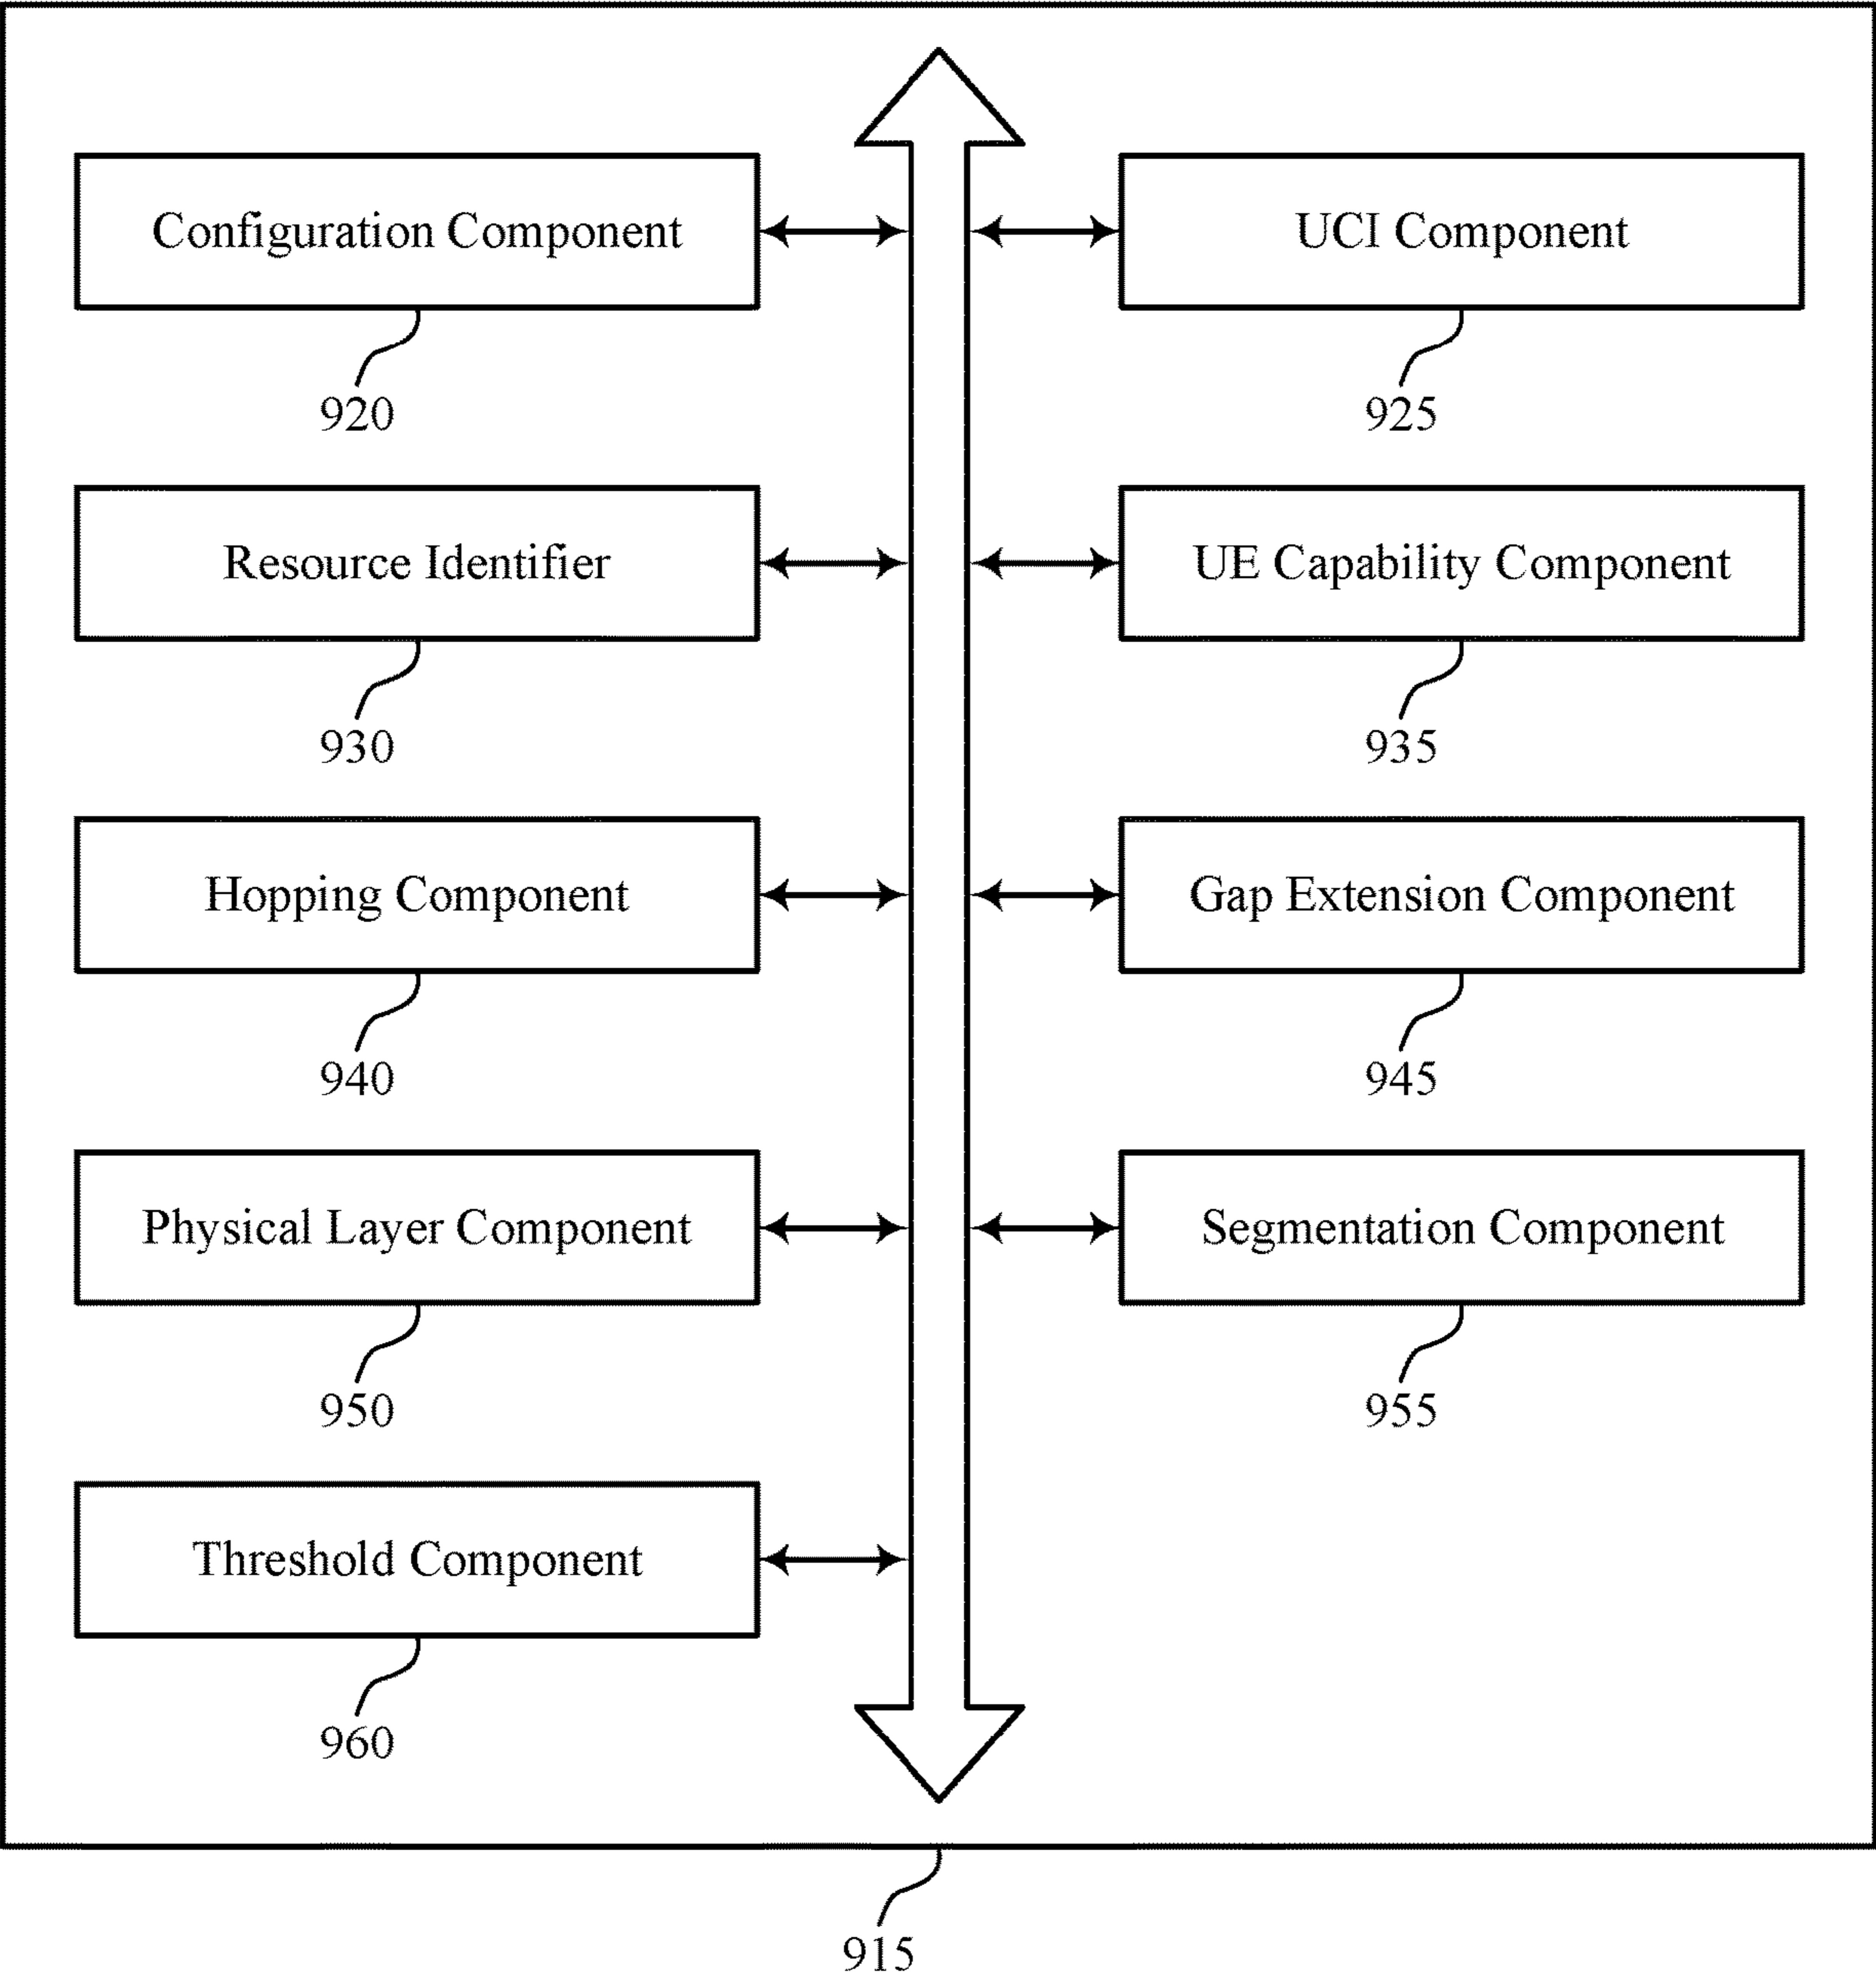 Configuration Component
UCI Component
920
925
Resource Identifier
UE Capability Component
930
935
Hopping Component
Gap Extension Component
940
945
Physical Layer Component
Segmentation Component
950
955
Threshold Component
960
915